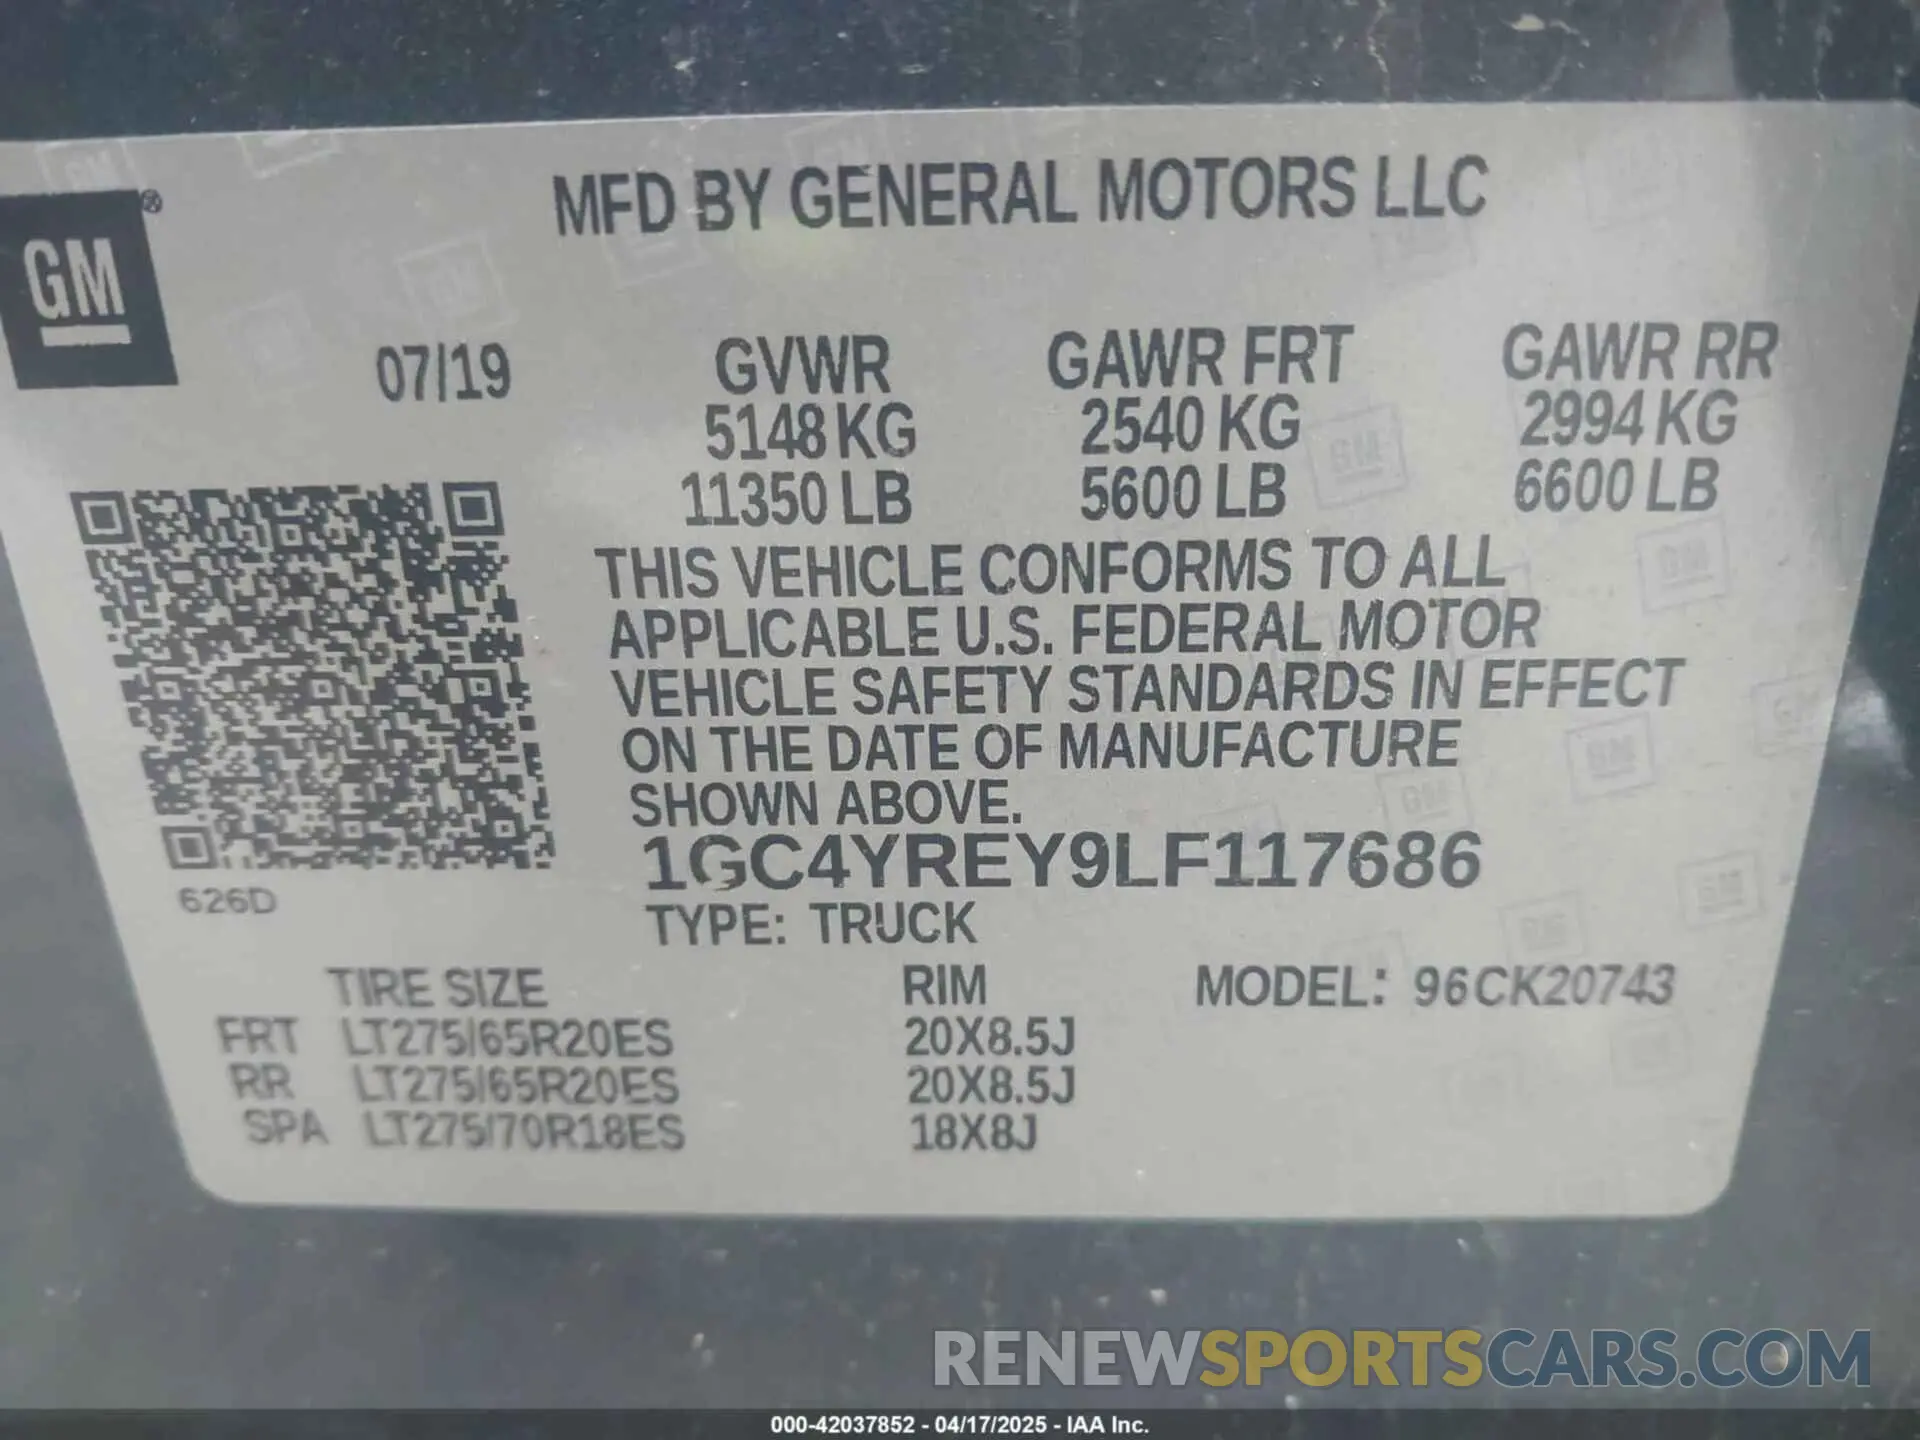 MFD BY GENERAL MOTORS LLC
GM®
07/19 GVWR GAWR FRT GAWR RR
5148 KG 2540 KG 2994 KG
11350 LB 5600 LB 6600 LB
THIS VEHICLE CONFORMS TO ALL
APPLICABLE U.S. FEDERAL MOTOR
VEHICLE SAFETY STANDARDS IN EFFECT
ON THE DATE OF MANUFACTURE
SHOWN ABOVE.
1GC4YREY9LF117686
626D
TYPE: TRUCK
TIRE SIZE RIM MODEL: 96CK20743
FRT LT275/65R20ES 20X8.5J
RR LT275/65R20ES 20X8.5J
SPA LT275/70R18ES 18X8J
RENEWSPORTSCARS.COM
000-42037852 - 04/17/2025 - IAA Inc.